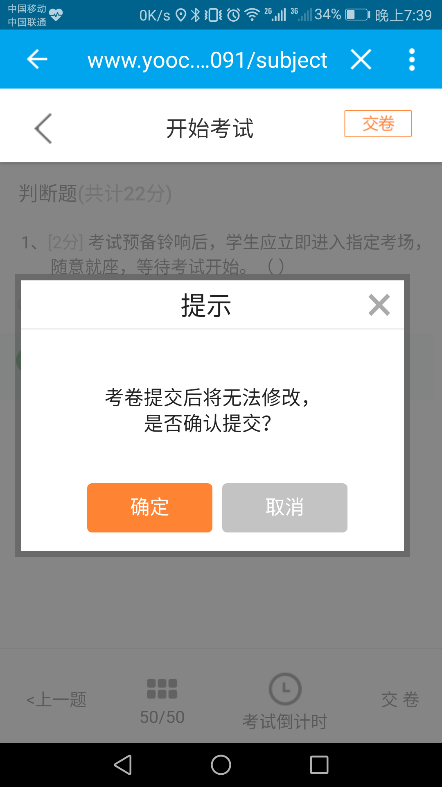 中国移动
中国联通
0K/s
2G
3G
34%
晚上7:39
www.yooc....091/subject
开始考试
交卷
判断题(共计22分)
1、[2分] 考试预备铃响后，学生应立即进入指定考场，
随意就座，等待考试开始。（ ）
提示
考卷提交后将无法修改，
是否确认提交？
确定
取消
<上一题
50/50
考试倒计时
交 卷